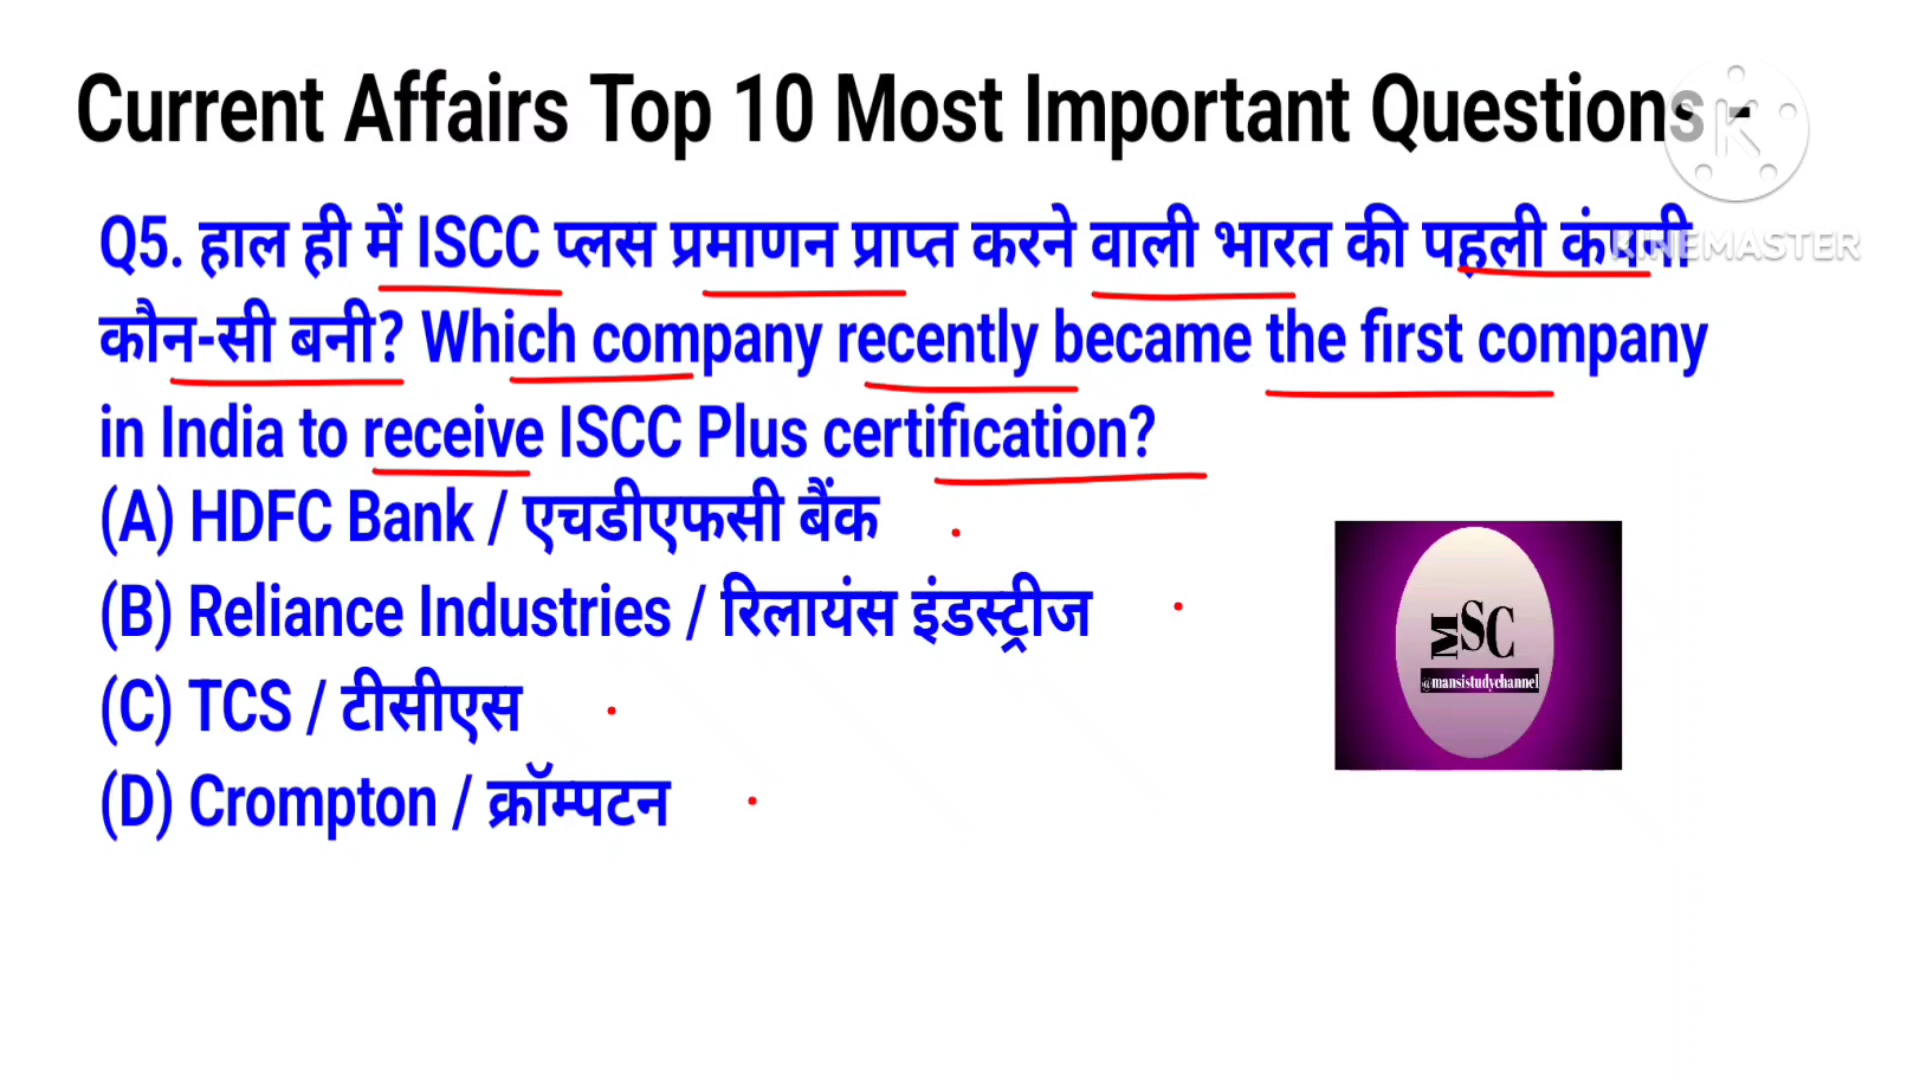 Current Affairs Top 10 Most Important Questions -
Q5. हाल ही में ISCC प्लस प्रमाणन प्राप्त करने वाली भारत की पहली कंपनी
KINEMASTER
कौन-सी बनी? Which company recently became the first company
in India to receive ISCC Plus certification?
(A) HDFC Bank / एचडीएफसी बैंक
(B) Reliance Industries / रिलायंस इंडस्ट्रीज
(C) TCS / टीसीएस
(D) Crompton / क्रॉम्पटन
MSC
@mansistudychannel